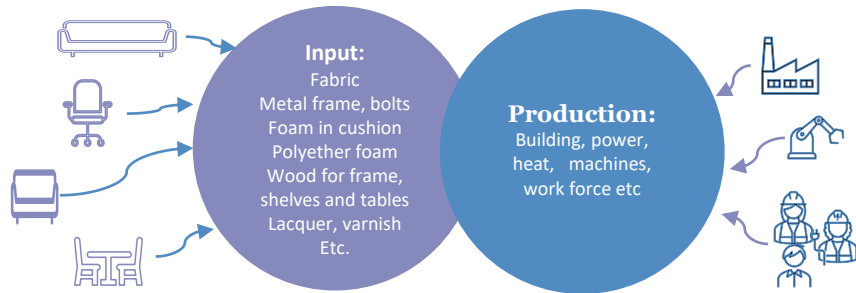 Input:
Fabric
Metal frame, bolts
Foam in cushion
Polyether foam
Wood for frame,
shelves and tables
Lacquer, varnish
Etc.
Production:
Building, power,
heat, machines,
work force etc